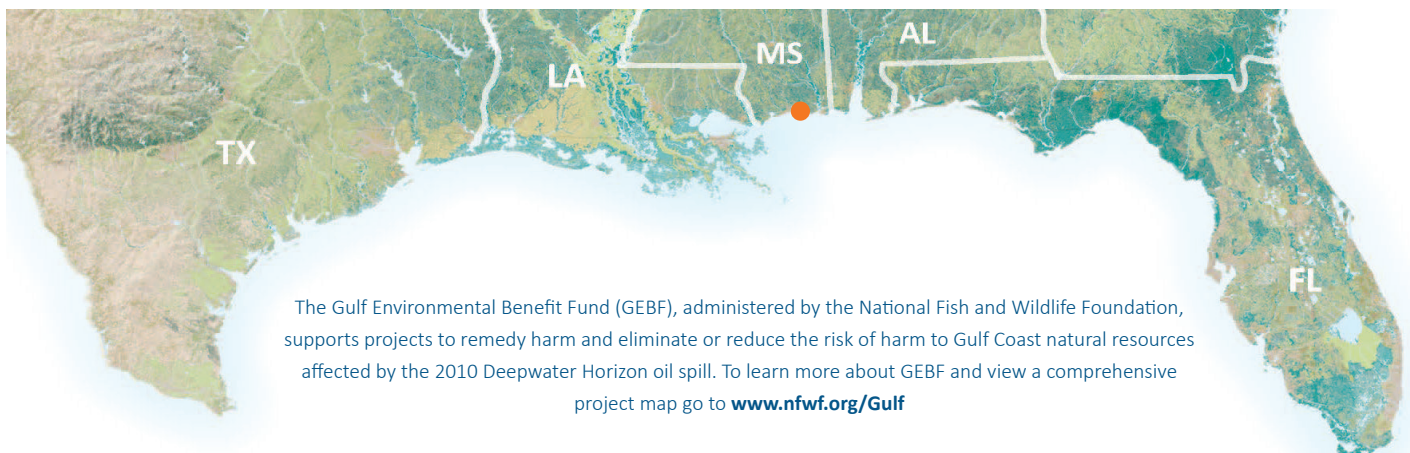 AL
MS
LA
TX
FL
The Gulf Environmental Benefit Fund (GEBF), administered by the National Fish and Wildlife Foundation,
supports projects to remedy harm and eliminate or reduce the risk of harm to Gulf Coast natural resources
affected by the 2010 Deepwater Horizon oil spill. To learn more about GEBF and view a comprehensive
project map go to www.nfwf.org/Gulf